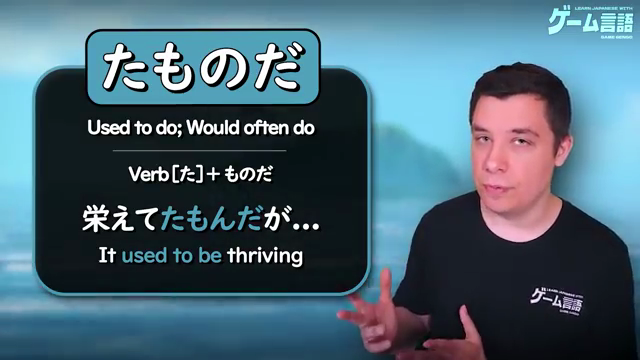 たものだ
Used to do; Would often do
Verb［た］＋ものだ
栄えてたもんだが…
It used to be thriving
LEARN JAPANESE WITH
ゲーム言語
GAME GENGO
ゲーム言語